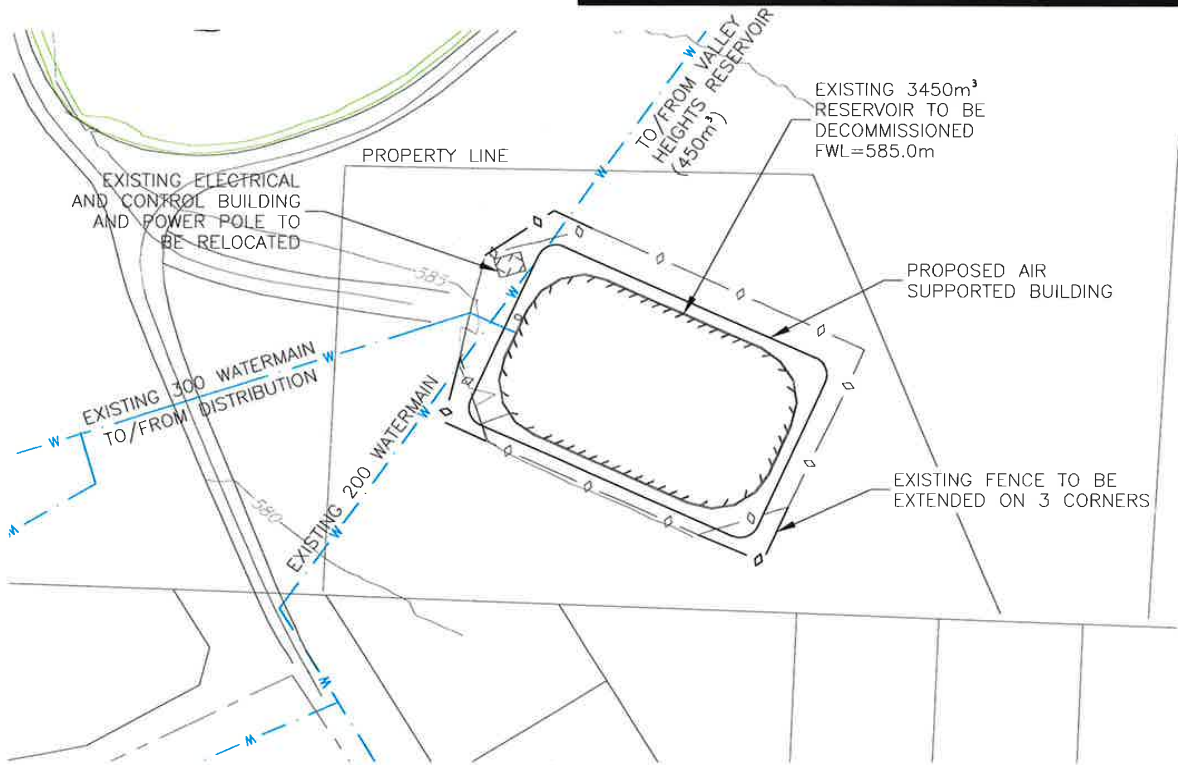 TO/FROM VALLEY
HEIGHTS RESERVOIR
(450m³)
EXISTING 3450m³
RESERVOIR TO BE
DECOMMISSIONED
FWL=585.0m
PROPERTY LINE
EXISTING ELECTRICAL
AND CONTROL BUILDING
AND POWER POLE TO
BE RELOCATED
585
PROPOSED AIR
SUPPORTED BUILDING
EXISTING 300 WATERMAIN
TO/FROM DISTRIBUTION
EXISTING 200 WATERMAIN
580
EXISTING FENCE TO BE
EXTENDED ON 3 CORNERS
W
W
W
W
W
W
W
W
W
W
W